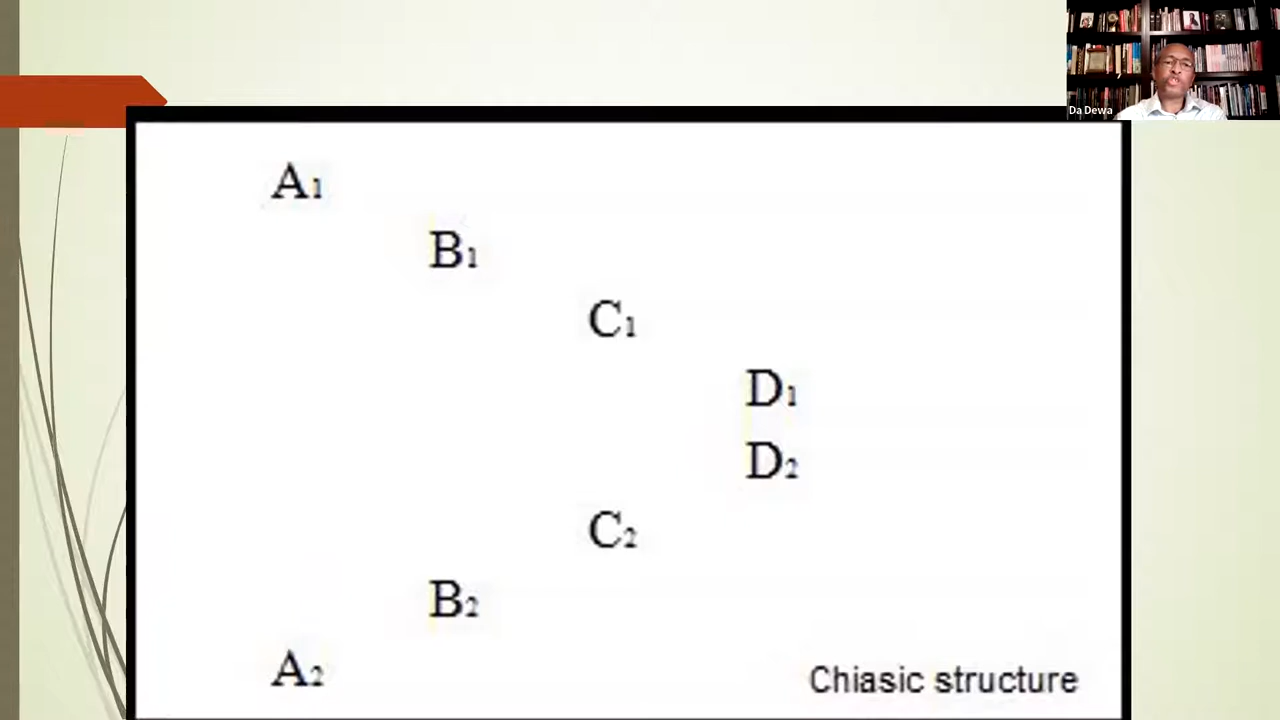 Da Dewa
A1
B1
C1
D1
D2
C2
B2
A2
Chiasic structure